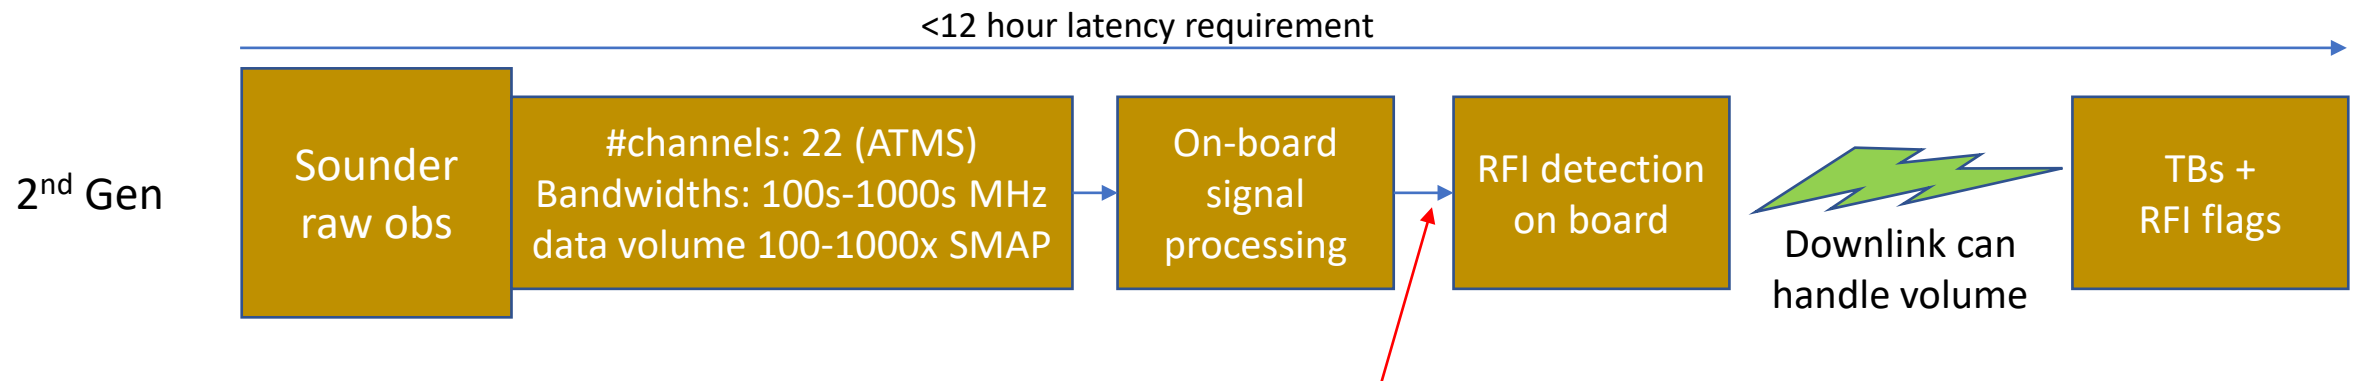 <12 hour latency requirement
2nd Gen
Sounder
raw obs
#channels: 22 (ATMS)
Bandwidths: 100s-1000s MHz
data volume 100-1000x SMAP
On-board
signal
processing
RFI detection
on board
Downlink can
handle volume
TBs +
RFI flags